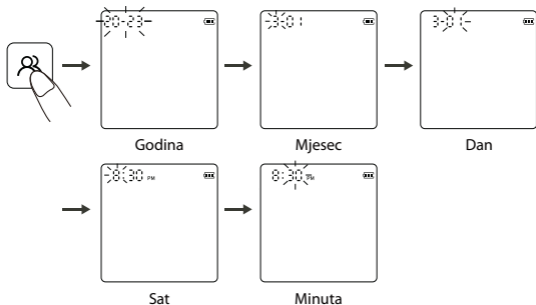 20-23
3-01
3-01
Godina
Mjesec
Dan
8:30 PM
8:30 PM
Sat
Minuta